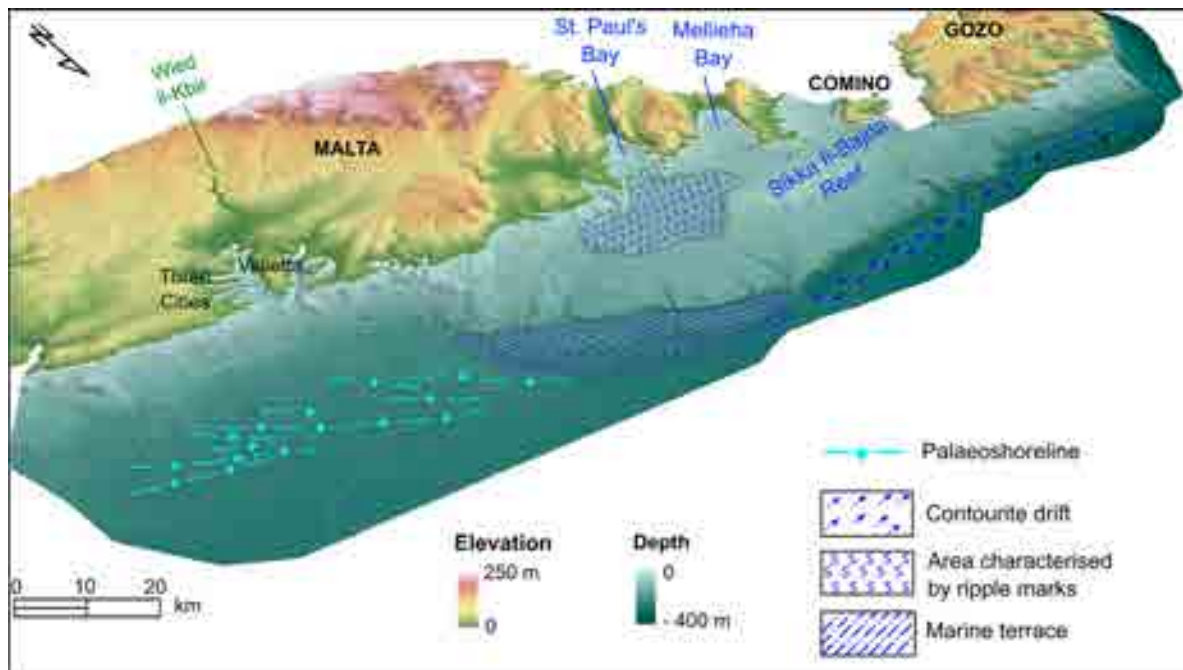 St. Paul's
Bay
Mellieha
Bay
GOZO
COMINO
Wied
il-Kbir
MALTA
Sikka il-Bajda
Reef
Three
Cities
Valletta
Palaeoshoreline
Contourite drift
Area characterised
by ripple marks
Marine terrace
Elevation
250 m
0
Depth
0
- 400 m
0 10 20
km